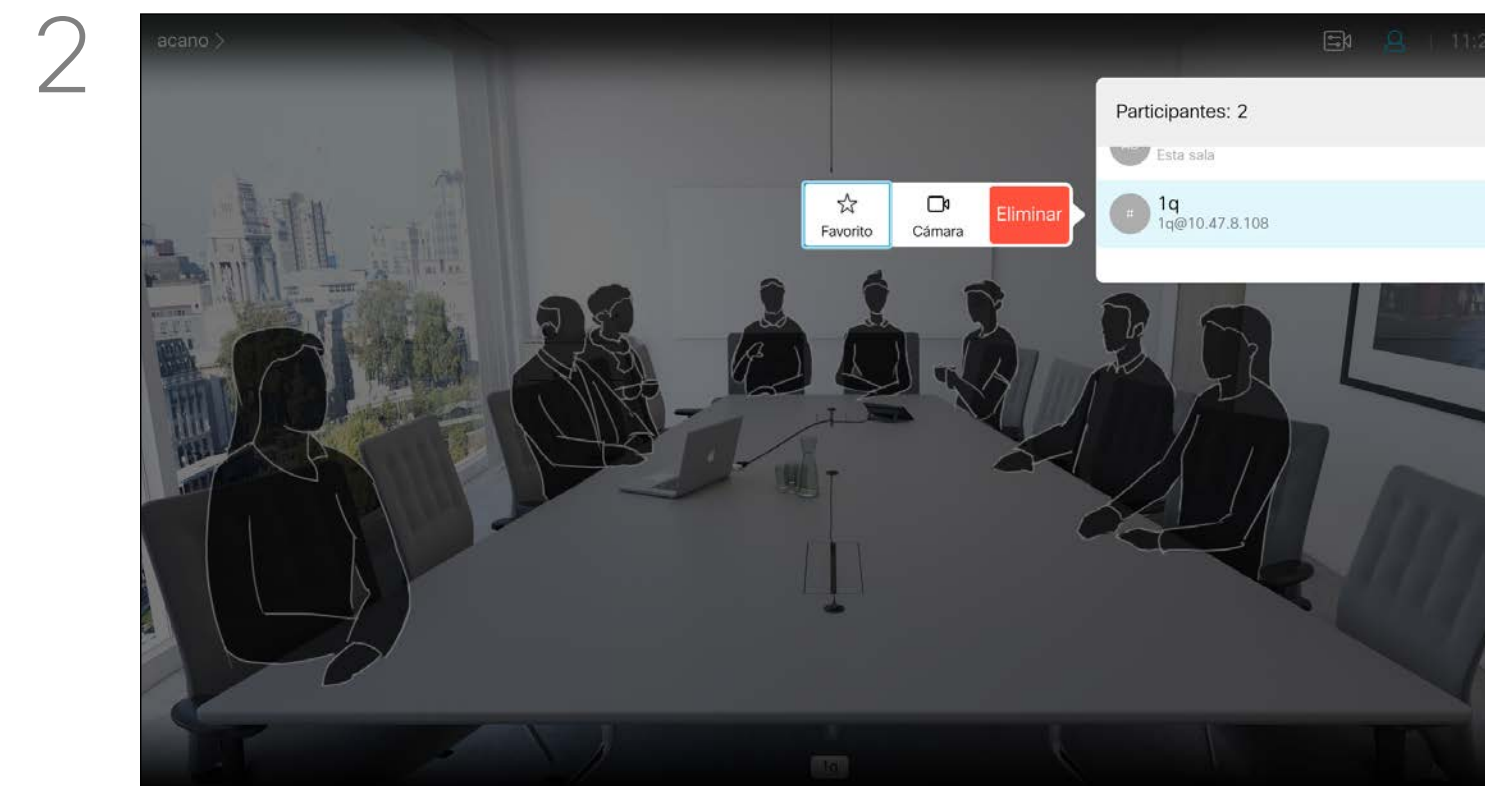 2
acano >
11:2
Participantes: 2
Esta sala
# 1q
1q@10.47.8.108
Favorito
Cámara
Eliminar
1q